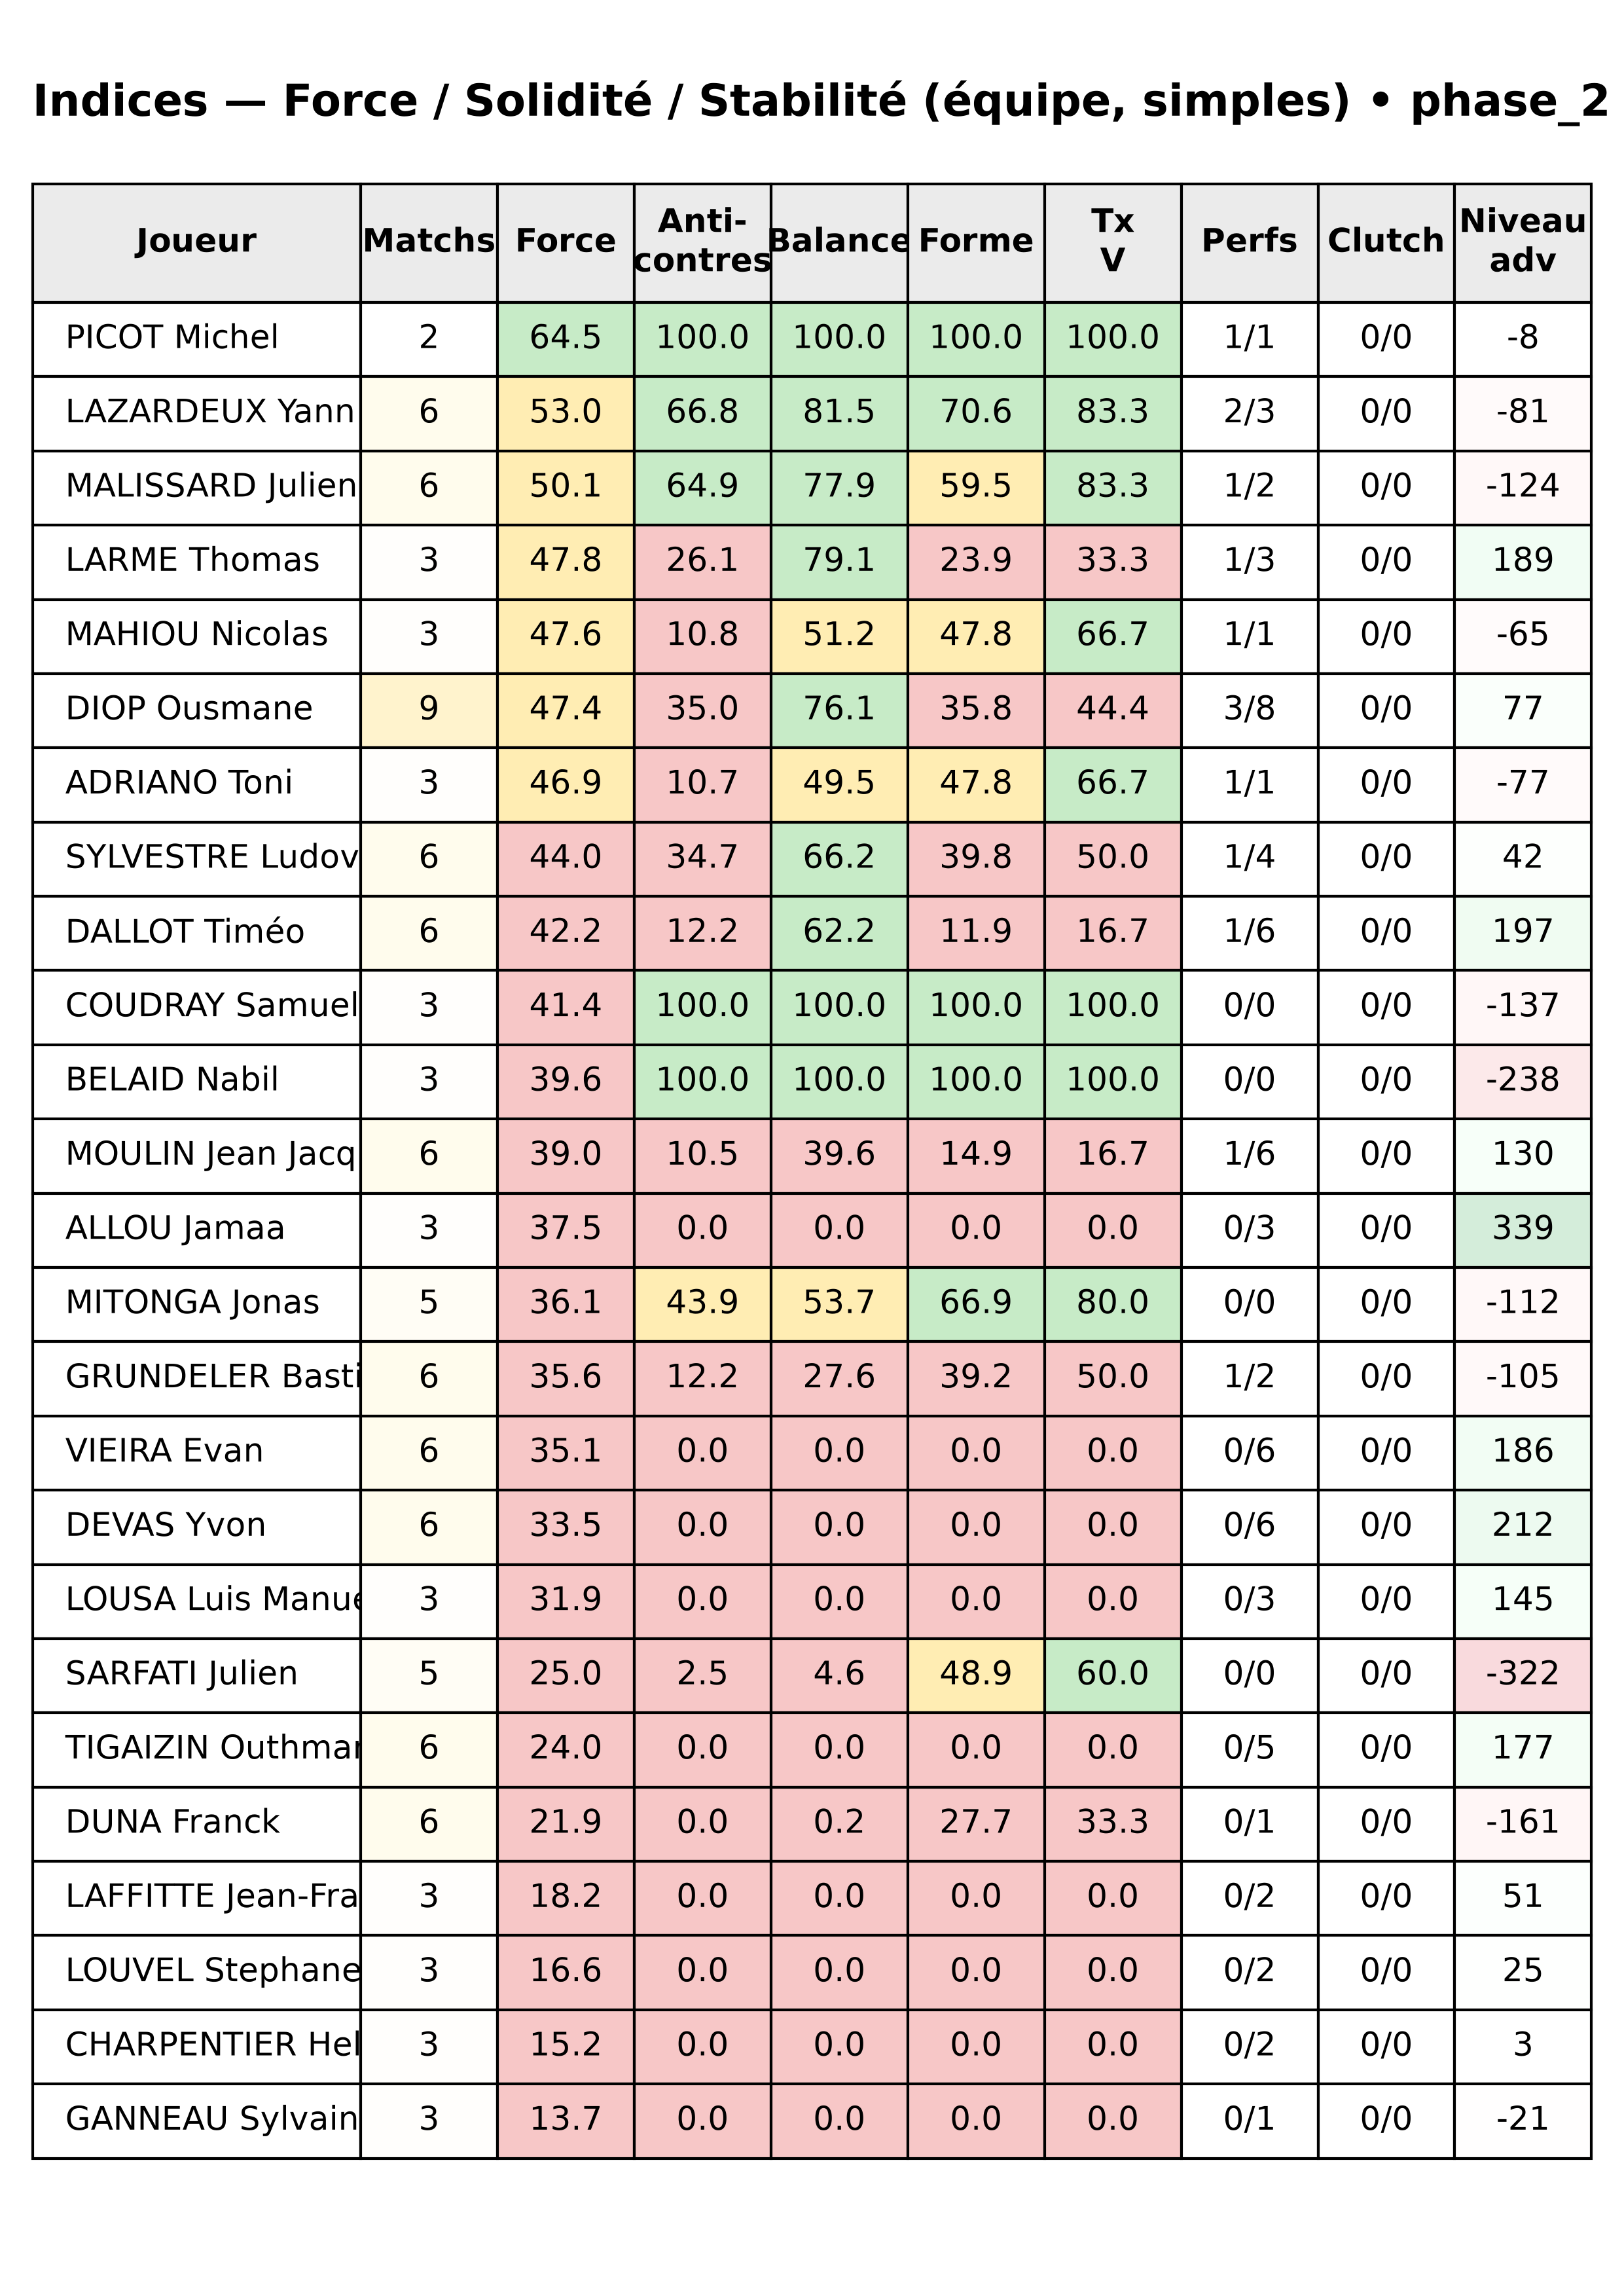 Indices — Force / Solidité / Stabilité (équipe, simples) • phase_2
Joueur Matchs Force Anti-contres Balance Forme Tx V Perfs Clutch Niveau adv
PICOT Michel 2 64.5 100.0 100.0 100.0 100.0 1/1 0/0 -8
LAZARDEUX Yann 6 53.0 66.8 81.5 70.6 83.3 2/3 0/0 -81
MALISSARD Julien 6 50.1 64.9 77.9 59.5 83.3 1/2 0/0 -124
LARME Thomas 3 47.8 26.1 79.1 23.9 33.3 1/3 0/0 189
MAHIOU Nicolas 3 47.6 10.8 51.2 47.8 66.7 1/1 0/0 -65
DIOP Ousmane 9 47.4 35.0 76.1 35.8 44.4 3/8 0/0 77
ADRIANO Toni 3 46.9 10.7 49.5 47.8 66.7 1/1 0/0 -77
SYLVESTRE Ludov 6 44.0 34.7 66.2 39.8 50.0 1/4 0/0 42
DALLOT Timéo 6 42.2 12.2 62.2 11.9 16.7 1/6 0/0 197
COUDRAY Samuel 3 41.4 100.0 100.0 100.0 100.0 0/0 0/0 -137
BELAID Nabil 3 39.6 100.0 100.0 100.0 100.0 0/0 0/0 -238
MOULIN Jean Jacq 6 39.0 10.5 39.6 14.9 16.7 1/6 0/0 130
ALLOU Jamaa 3 37.5 0.0 0.0 0.0 0.0 0/3 0/0 339
MITONGA Jonas 5 36.1 43.9 53.7 66.9 80.0 0/0 0/0 -112
GRUNDELER Basti 6 35.6 12.2 27.6 39.2 50.0 1/2 0/0 -105
VIEIRA Evan 6 35.1 0.0 0.0 0.0 0.0 0/6 0/0 186
DEVAS Yvon 6 33.5 0.0 0.0 0.0 0.0 0/6 0/0 212
LOUSA Luis Manue 3 31.9 0.0 0.0 0.0 0.0 0/3 0/0 145
SARFATI Julien 5 25.0 2.5 4.6 48.9 60.0 0/0 0/0 -322
TIGAIZIN Outhman 6 24.0 0.0 0.0 0.0 0.0 0/5 0/0 177
DUNA Franck 6 21.9 0.0 0.2 27.7 33.3 0/1 0/0 -161
LAFFITTE Jean-Fra 3 18.2 0.0 0.0 0.0 0.0 0/2 0/0 51
LOUVEL Stephane 3 16.6 0.0 0.0 0.0 0.0 0/2 0/0 25
CHARPENTIER Hel 3 15.2 0.0 0.0 0.0 0.0 0/2 0/0 3
GANNEAU Sylvain 3 13.7 0.0 0.0 0.0 0.0 0/1 0/0 -21